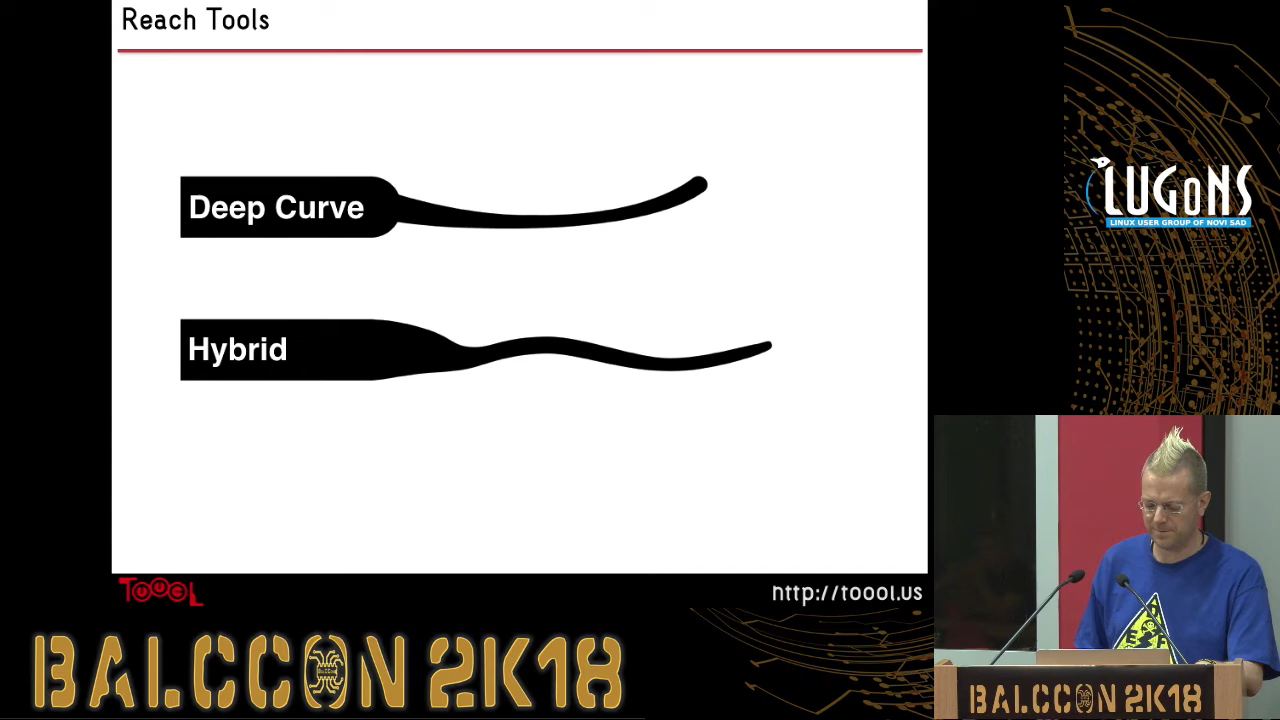 Reach Tools
Deep Curve
Hybrid
TOOOL
http://toool.us
LUGoNS
LINUX USER GROUP OF NOVI SAD
BALCCON 2K18
BALCCON 2K18